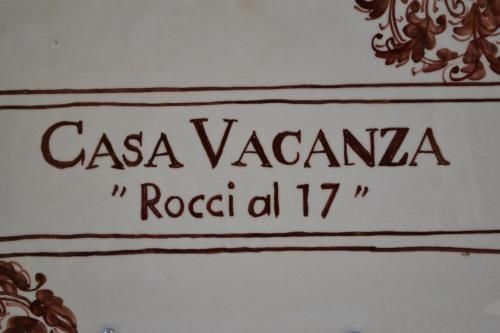 CASA VACANZA
" Rocci al 17 "